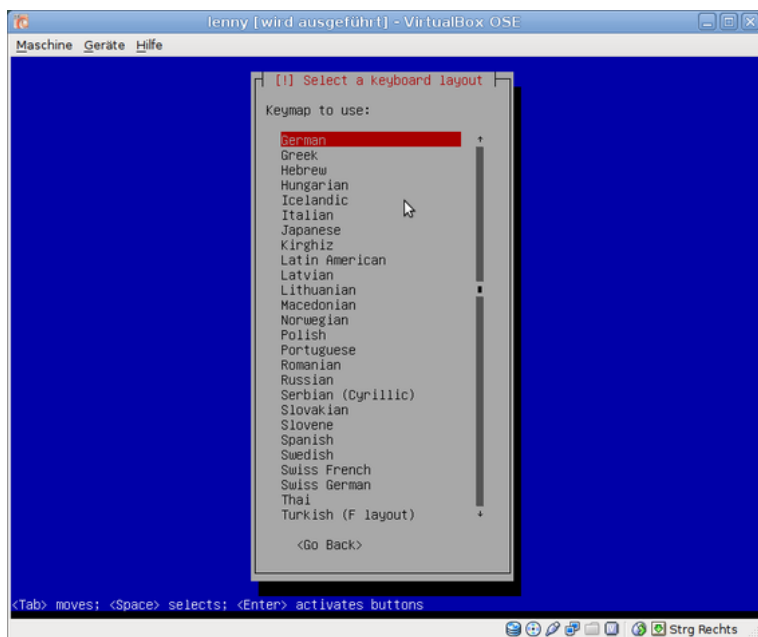 lenny [wird ausgeführt] - VirtualBox OSE
Maschine Geräte Hilfe
[!] Select a keyboard layout
Keymap to use:
German
Greek
Hebrew
Hungarian
Icelandic
Italian
Japanese
Kirghiz
Latin American
Latvian
Lithuanian
Macedonian
Norwegian
Polish
Portuguese
Romanian
Russian
Serbian (Cyrillic)
Slovakian
Slovene
Spanish
Swedish
Swiss French
Swiss German
Thai
Turkish (F layout)
<Go Back>
<Tab> moves; <Space> selects; <Enter> activates buttons
Strg Rechts